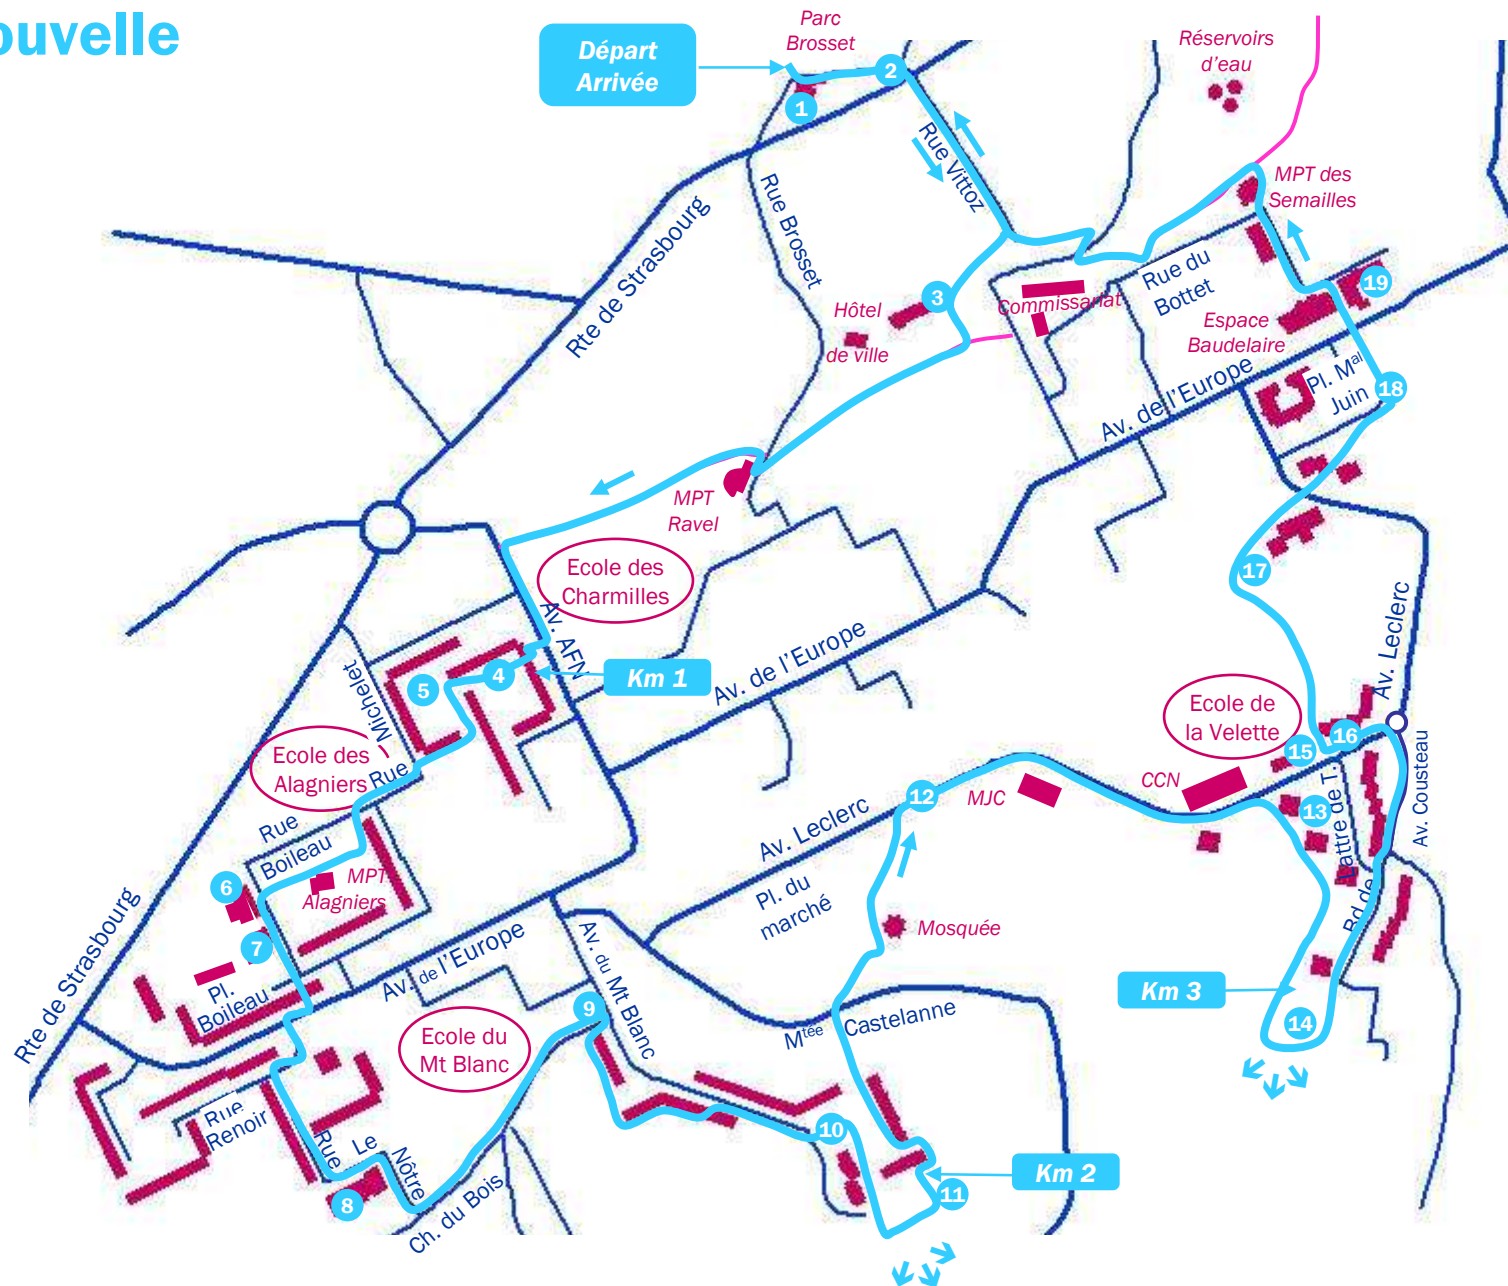 ouvelle
Départ
Arrivée
Parc
Brosset
Réservoirs
d'eau
1
2
Rue Vittoz
Rue Brosset
Rte de Strasbourg
MPT des
Semailles
Rue du
Bottet
19
Hôtel
de ville
3
Commissariat
Espace
Baudelaire
Av. de l'Europe
Pl. Mal
Juin
18
MPT
Ravel
17
Ecole des
Charmilles
Av. AFN
Km 1
4
5
Michelet
Rue
Ecole des
Alagniers
Av. de l'Europe
Av. Leclerc
Ecole de
la Velette
15
16
Av. Cousteau
CCN
MJC
12
Av. Leclerc
13
Lattre de T.
Bd de
Rue
Boileau
MPT
Alagniers
6
7
Pl.
Boileau
Rte de Strasbourg
Pl. du
marché
Mosquée
Av. de l'Europe
Av. du Mt Blanc
Ecole du
Mt Blanc
9
Mtée Castelanne
Km 3
14
Rue
Renoir
Rue Le Nôtre
8
Ch. du Bois
10
11
Km 2